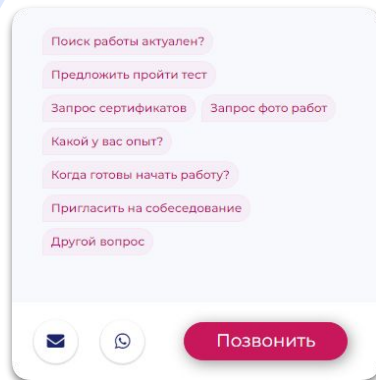 Поиск работы актуален?
Предложить пройти тест
Запрос сертификатов Запрос фото работ
Какой у вас опыт?
Когда готовы начать работу?
Пригласить на собеседование
Другой вопрос
Позвонить